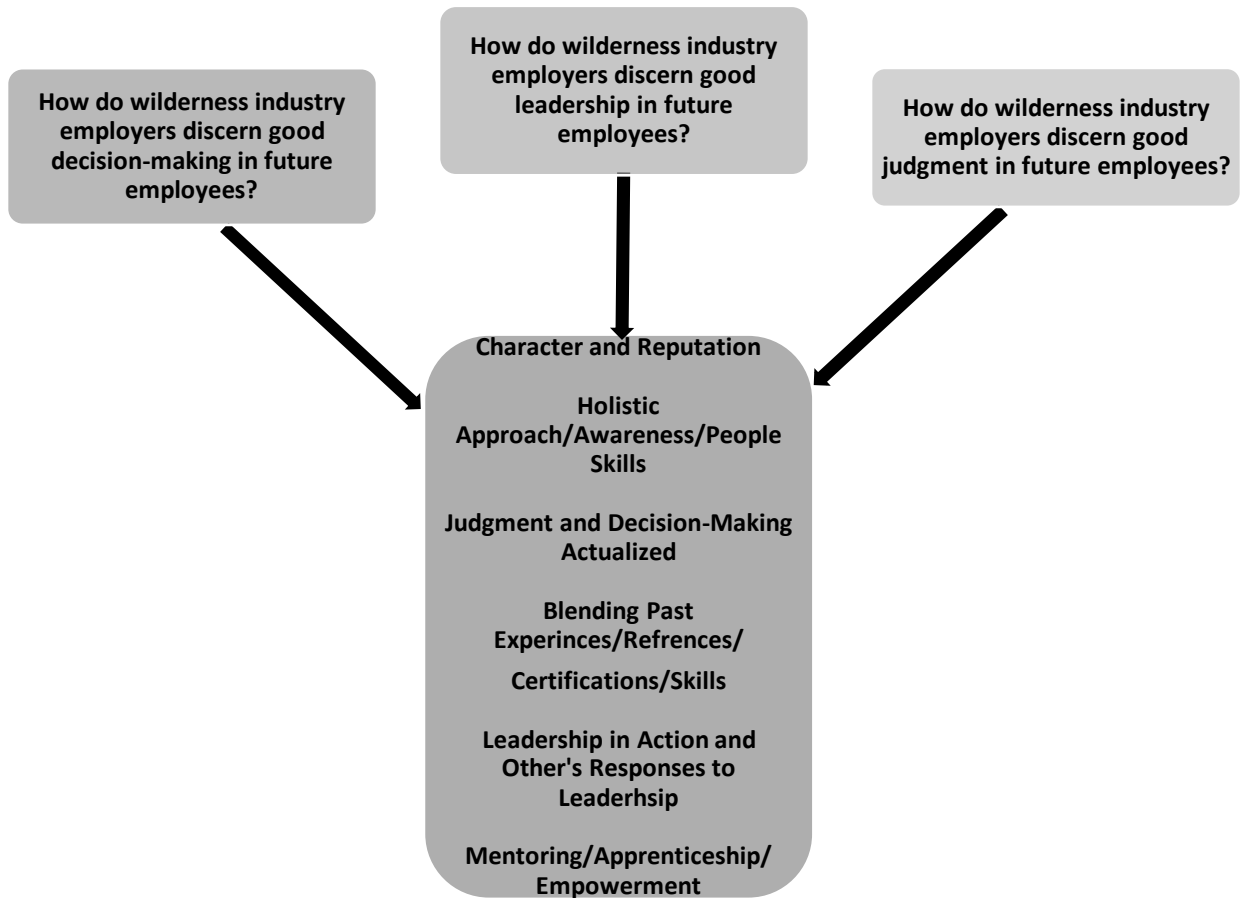 How do wilderness industry
employers discern good
decision-making in future
employees?
How do wilderness industry
employers discern good
leadership in future
employees?
How do wilderness industry
employers discern good
judgment in future employees?
Character and Reputation
Holistic
Approach/Awareness/People
Skills
Judgment and Decision-Making
Actualized
Blending Past
Experinces/Refrences/
Certifications/Skills
Leadership in Action and
Other's Responses to
Leaderhsip
Mentoring/Apprenticeship/
Empowerment